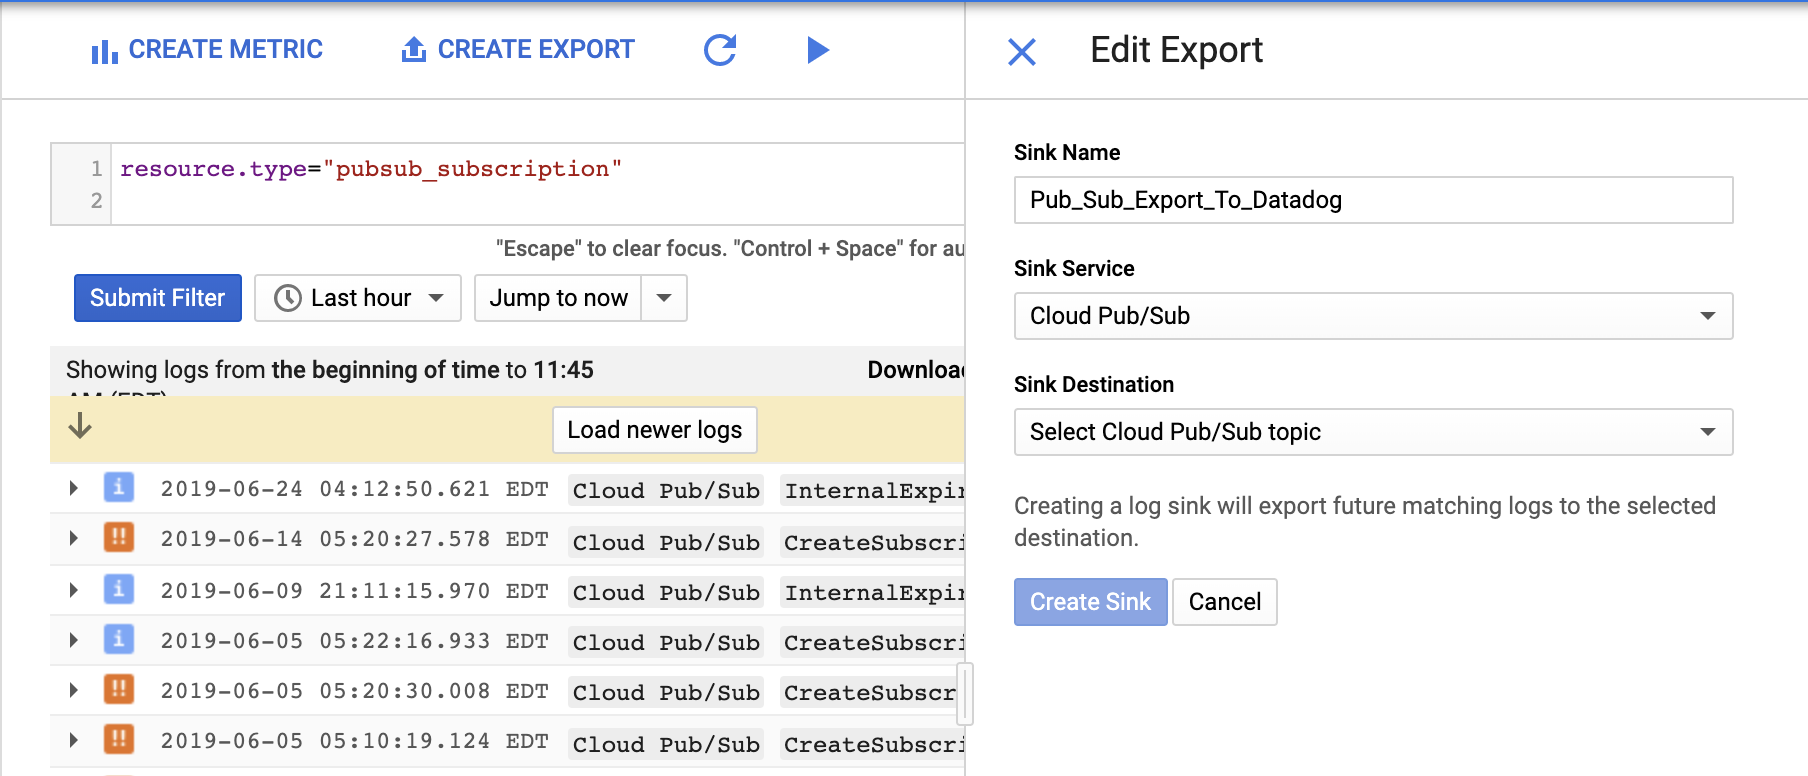 CREATE METRIC
CREATE EXPORT
Edit Export
1 resource.type="pubsub_subscription"
2
"Escape" to clear focus. "Control + Space" for au
Submit Filter
Last hour
Jump to now
Showing logs from the beginning of time to 11:45
AM (EDT)
Download
Load newer logs
i 2019-06-24 04:12:50.621 EDT Cloud Pub/Sub InternalExpir
!! 2019-06-14 05:20:27.578 EDT Cloud Pub/Sub CreateSubscri
i 2019-06-09 21:11:15.970 EDT Cloud Pub/Sub InternalExpir
i 2019-06-05 05:22:16.933 EDT Cloud Pub/Sub CreateSubscri
!! 2019-06-05 05:20:30.008 EDT Cloud Pub/Sub CreateSubscr
!! 2019-06-05 05:10:19.124 EDT Cloud Pub/Sub CreateSubscri
Sink Name
Pub_Sub_Export_To_Datadog
Sink Service
Cloud Pub/Sub
Sink Destination
Select Cloud Pub/Sub topic
Creating a log sink will export future matching logs to the selected
destination.
Create Sink
Cancel